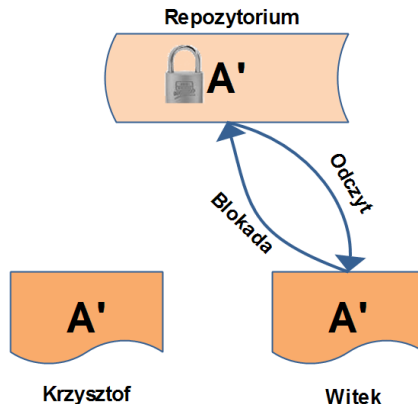 Repozytorium
A'
Odczyt
Blokada
A'
A'
Krzysztof
Witek